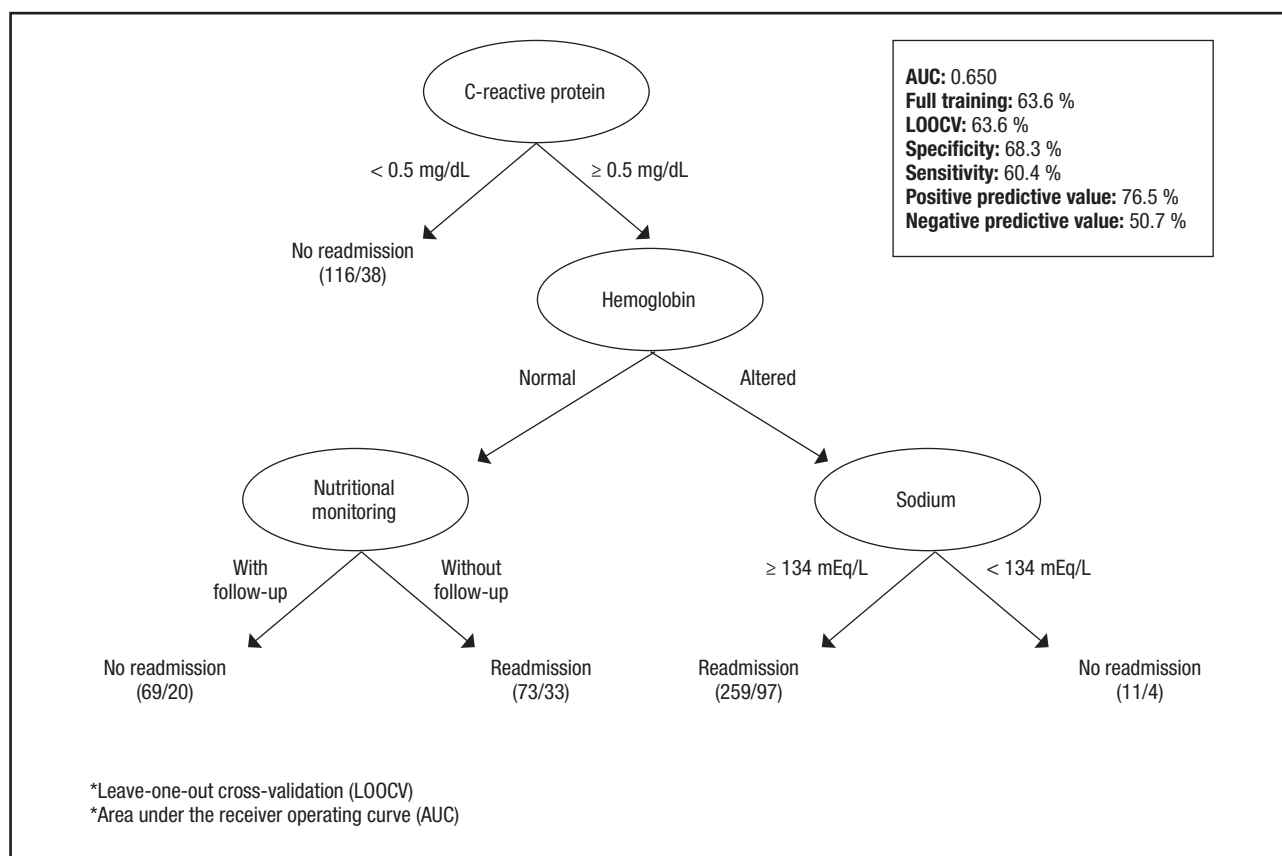 C-reactive protein
AUC: 0.650
Full training: 63.6 %
LOOCV: 63.6 %
Specificity: 68.3 %
Sensitivity: 60.4 %
Positive predictive value: 76.5 %
Negative predictive value: 50.7 %
< 0.5 mg/dL
≥ 0.5 mg/dL
No readmission
(116/38)
Hemoglobin
Normal
Altered
Nutritional
monitoring
Sodium
With
follow-up
Without
follow-up
≥ 134 mEq/L
< 134 mEq/L
No readmission
(69/20)
Readmission
(73/33)
Readmission
(259/97)
No readmission
(11/4)
*Leave-one-out cross-validation (LOOCV)
*Area under the receiver operating curve (AUC)